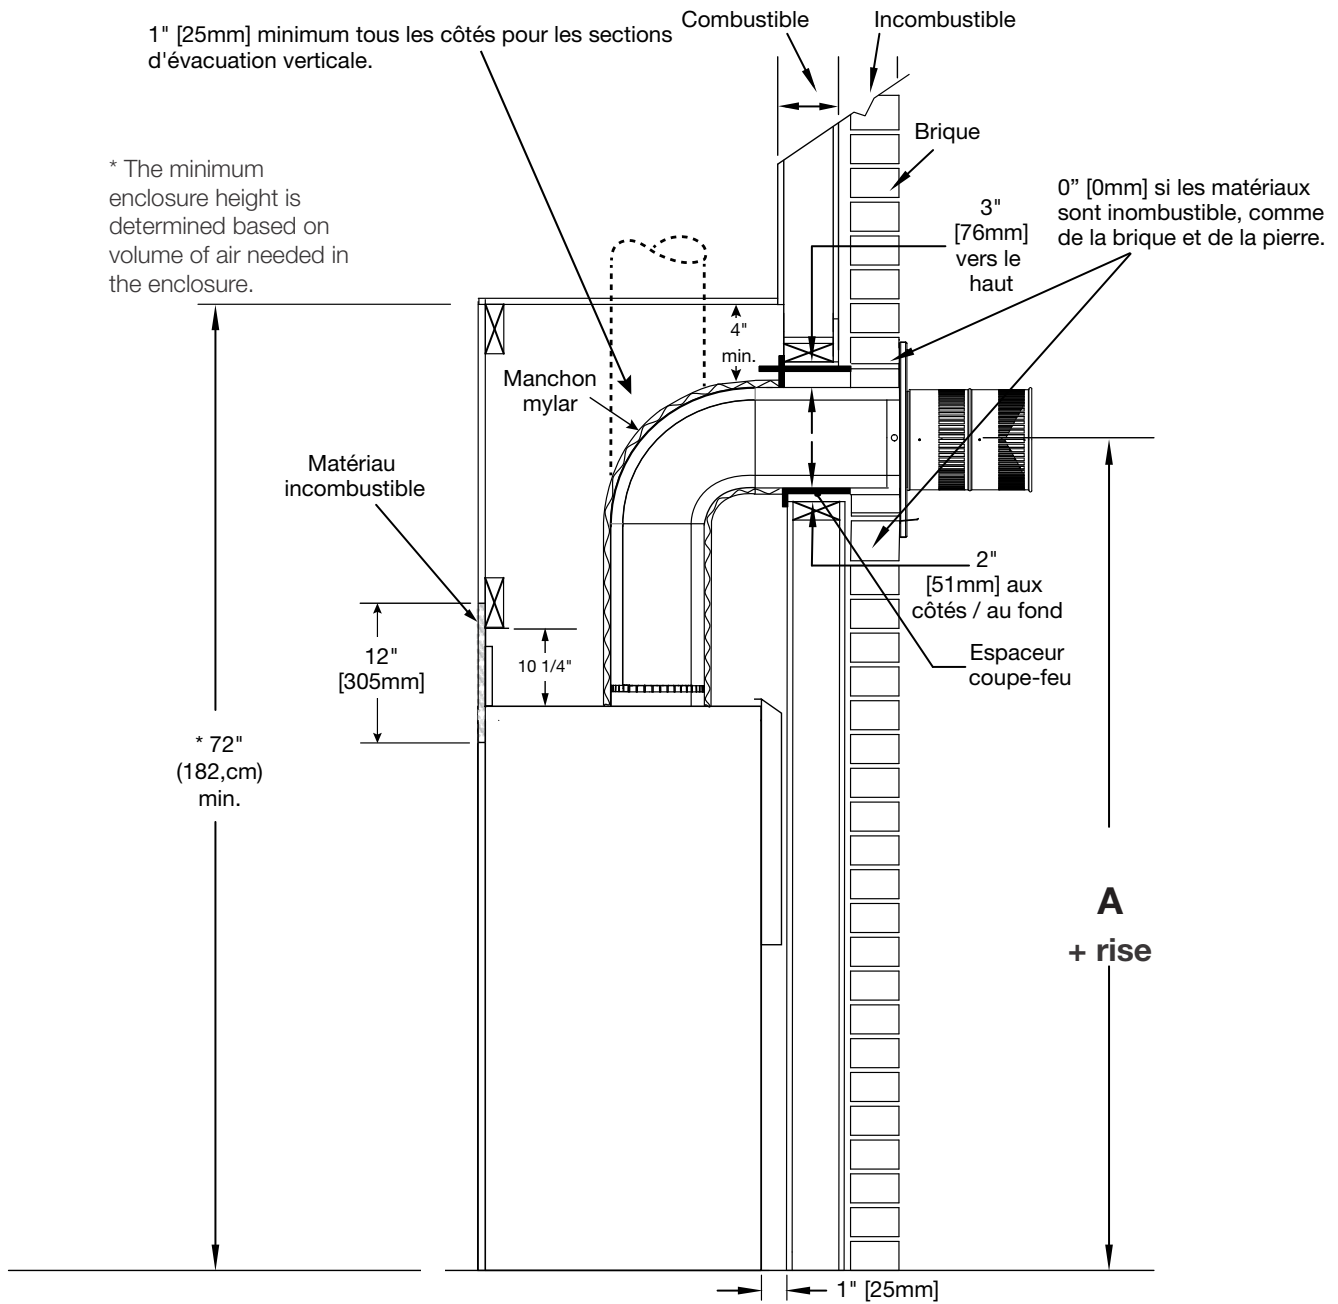 1" [25mm] minimum tous les côtés pour les sections
d'évacuation verticale.
Combustible
Incombustible
Brique
* The minimum
enclosure height is
determined based on
volume of air needed in
the enclosure.
0” [0mm] si les matériaux
sont inombustible, comme
de la brique et de la pierre.
3"
[76mm]
vers le
haut
4"
min.
Manchon
mylar
Matériau
incombustible
2"
[51mm] aux
côtés / au fond
Espaceur
coupe-feu
12"
[305mm]
10 1/4"
* 72"
(182,cm)
min.
A
+ rise
1" [25mm]